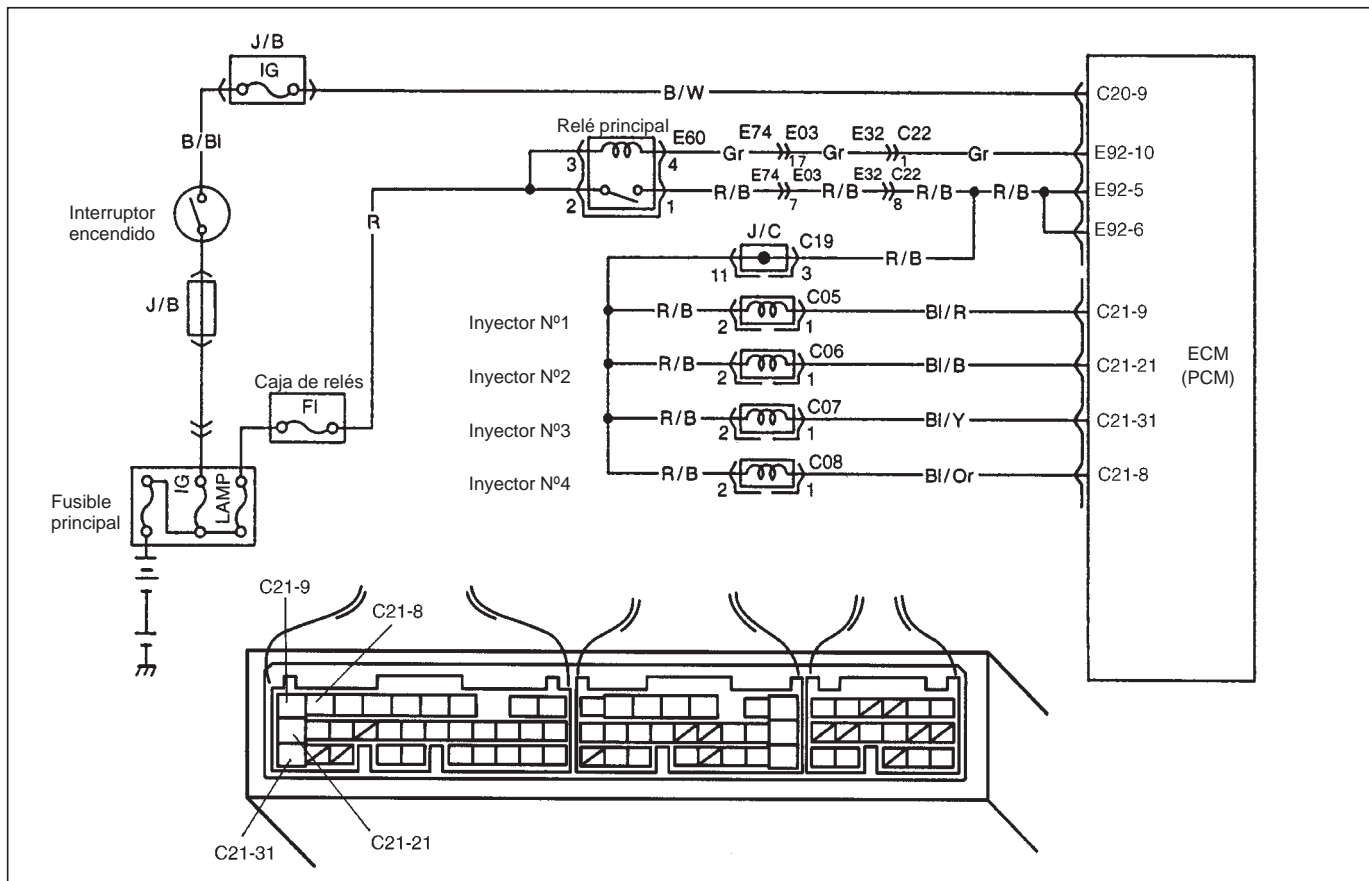 J/B
IG
B/W
C20-9
B/Bl
Relé principal
E60
E74
E03
E32
C22
3
4
Gr
17
Gr
1
Gr
E92-10
Interruptor
encendido
R
2
1
R/B
E74
E03
7
R/B
E32
C22
8
R/B
R/B
E92-5
E92-6
J/C
C19
11
3
R/B
J/B
Inyector Nº1
R/B
2
C05
1
Bl/R
C21-9
Inyector Nº2
R/B
2
C06
1
Bl/B
C21-21
ECM
(PCM)
Caja de relés
FI
Inyector Nº3
R/B
2
C07
1
Bl/Y
C21-31
Inyector Nº4
R/B
2
C08
1
Bl/Or
C21-8
Fusible
principal
IG
LAMP
C21-9
C21-8
C21-21
C21-31